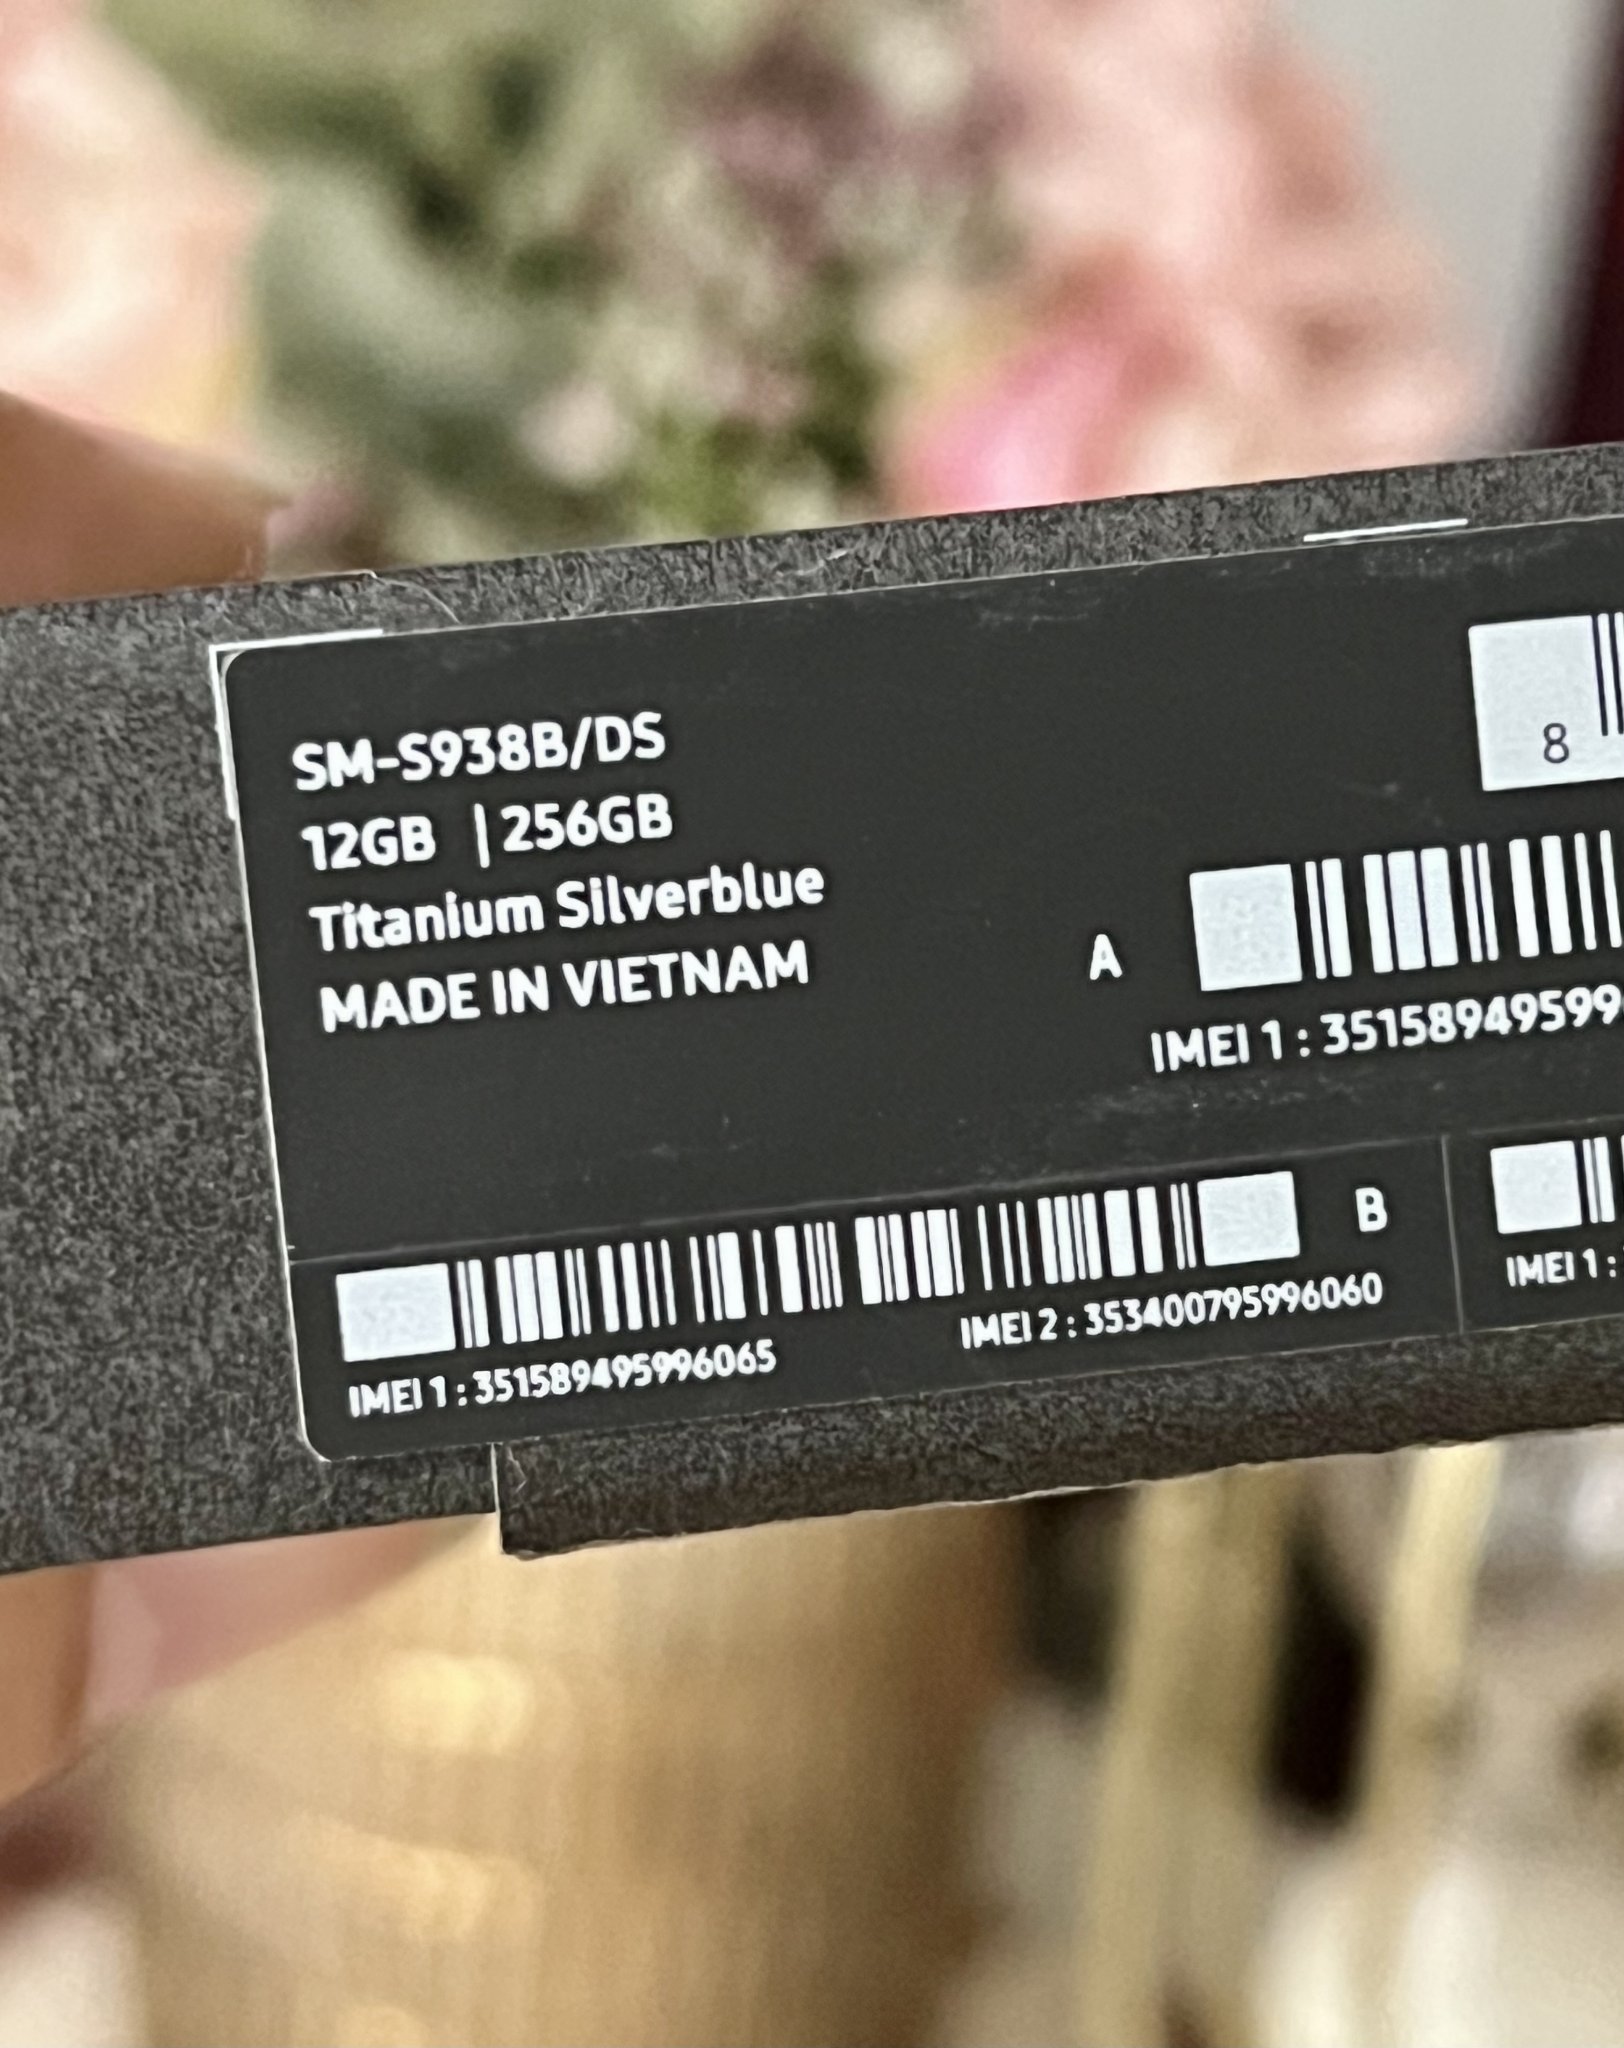 SM-S938B/DS
12GB | 256GB
Titanium Silverblue
MADE IN VIETNAM
8
A
IMEI 1 : 35158949599
B
IMEI 1 : 351589495996065
IMEI 2 : 353400795996060
IMEI 1 :